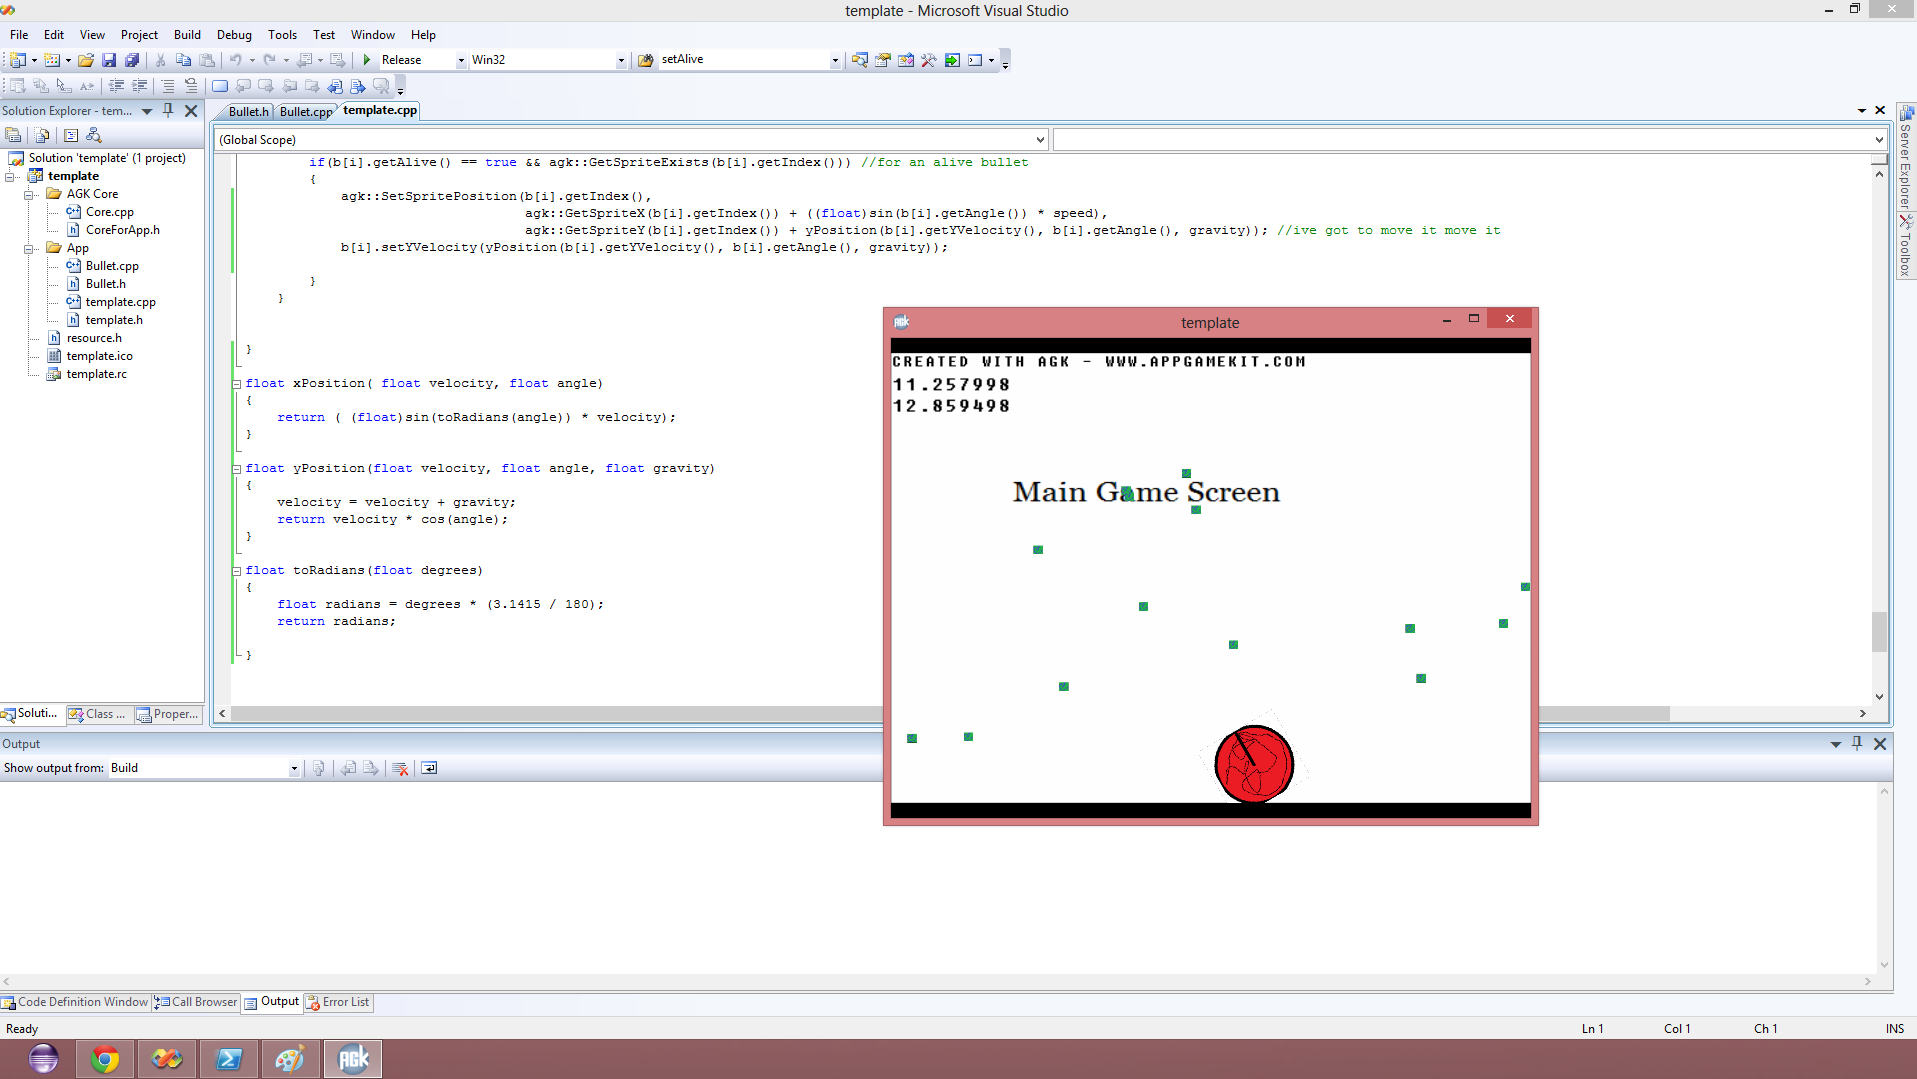 template - Microsoft Visual Studio
File Edit View Project Build Debug Tools Test Window Help
Release Win32 setAlive
Solution Explorer - tem...
Bullet.h Bullet.cpp template.cpp
(Global Scope)
Solution 'template' (1 project)
template
AGK Core
Core.cpp
CoreForApp.h
App
Bullet.cpp
Bullet.h
template.cpp
template.h
resource.h
template.ico
template.rc
Soluti... Class ... Proper...
if(b[i].getAlive() == true && agk::GetSpriteExists(b[i].getIndex())) //for an alive bullet
{
agk::SetSpritePosition(b[i].getIndex(),
agk::GetSpriteX(b[i].getIndex()) + ((float)sin(b[i].getAngle()) * speed),
agk::GetSpriteY(b[i].getIndex()) + yPosition(b[i].getYVelocity(), b[i].getAngle(), gravity)); //ive got to move it move it
b[i].setYVelocity(yPosition(b[i].getYVelocity(), b[i].getAngle(), gravity));
}
}
}
float xPosition( float velocity, float angle)
{
return ( (float)sin(toRadians(angle)) * velocity);
}
float yPosition(float velocity, float angle, float gravity)
{
velocity = velocity + gravity;
return velocity * cos(angle);
}
float toRadians(float degrees)
{
float radians = degrees * (3.1415 / 180);
return radians;
}
Server Explorer
Toolbox
AGK
template
CREATED WITH AGK - WWW.APPGAMEKIT.COM
11.257998
12.859498
Main Game Screen
Output
Show output from: Build
Code Definition Window Call Browser Output Error List
Ready Ln 1 Col 1 Ch 1 INS
AGK